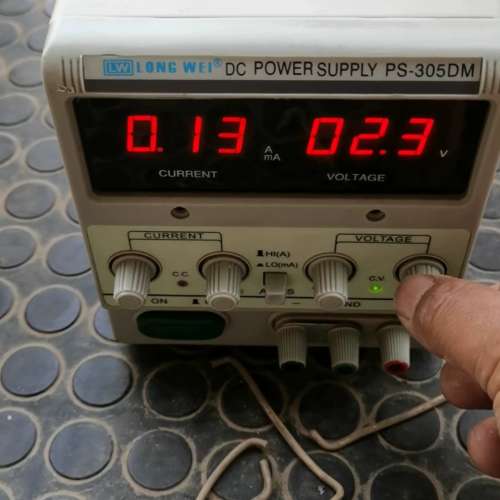 LW LONG WEI® DC POWER SUPPLY PS-305DM
0.13 A mA 02.3 V
CURRENT VOLTAGE
CURRENT VOLTAGE
C.C. HI(A) C.V.
LO(mA)
ON